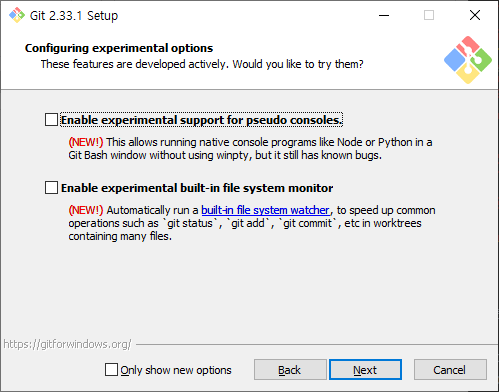 Git 2.33.1 Setup
Configuring experimental options
These features are developed actively. Would you like to try them?
Enable experimental support for pseudo consoles.
(NEW!) This allows running native console programs like Node or Python in a
Git Bash window without using winpty, but it still has known bugs.
Enable experimental built-in file system monitor
(NEW!) Automatically run a built-in file system watcher, to speed up common
operations such as `git status`, `git add`, `git commit`, etc in worktrees
containing many files.
https://gitforwindows.org/
Only show new options
Back
Next
Cancel